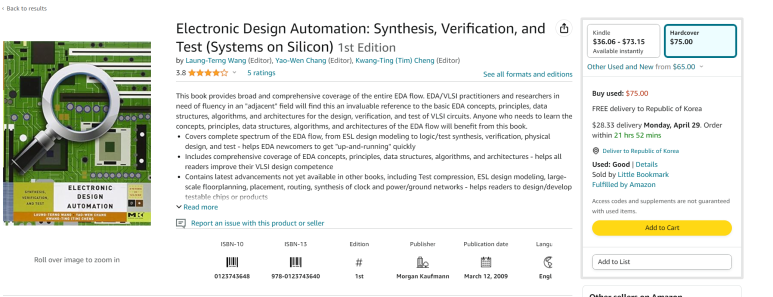 ‹ Back to results
Electronic Design Automation: Synthesis, Verification, and
Test (Systems on Silicon) 1st Edition
by Laung-Terng Wang (Editor), Yao-Wen Chang (Editor), Kwang-Ting (Tim) Cheng (Editor)
3.8 5 ratings
See all formats and editions
This book provides broad and comprehensive coverage of the entire EDA flow. EDA/VLSI practitioners and researchers in
need of fluency in an "adjacent" field will find this an invaluable reference to the basic EDA concepts, principles, data
structures, algorithms, and architectures for the design, verification, and test of VLSI circuits. Anyone who needs to learn the
concepts, principles, data structures, algorithms, and architectures of the EDA flow will benefit from this book.
• Covers complete spectrum of the EDA flow, from ESL design modeling to logic/test synthesis, verification, physical
design, and test - helps EDA newcomers to get "up-and-running" quickly
• Includes comprehensive coverage of EDA concepts, principles, data structures, algorithms, and architectures - helps all
readers improve their VLSI design competence
• Contains latest advancements not yet available in other books, including Test compression, ESL design modeling, large-
scale floorplanning, placement, routing, synthesis of clock and power/ground networks - helps readers to design/develop
testable chips or products
Read more
Report an issue with this product or seller
ISBN-10
0123743648
ISBN-13
978-0123743640
Edition
#
1st
Publisher
Morgan Kaufmann
Publication date
March 12, 2009
Langu
Engl
SYNTHESIS,
VERIFICATION,
AND TEST
ELECTRONIC
DESIGN
AUTOMATION
LAUNG-TERNG WANG YAO-WEN CHANG
KWANG-TING (TIM) CHENG
Roll over image to zoom in
Kindle
$36.06 - $73.15
Available instantly
Hardcover
$75.00
Other Used and New from $65.00
Buy used: $75.00
FREE delivery to Republic of Korea
$28.33 delivery Monday, April 29. Order
within 21 hrs 52 mins
Deliver to Republic of Korea
Used: Good | Details
Sold by Little Bookmark
Fulfilled by Amazon
Access codes and supplements are not guaranteed
with used items.
Add to Cart
Add to List
Other sellers on Amazon